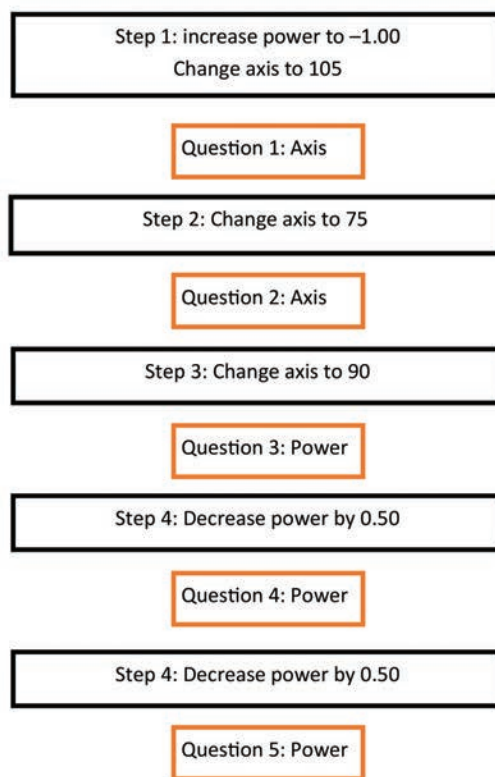 Step 1: increase power to –1.00
Change axis to 105
Question 1: Axis
Step 2: Change axis to 75
Question 2: Axis
Step 3: Change axis to 90
Question 3: Power
Step 4: Decrease power by 0.50
Question 4: Power
Step 4: Decrease power by 0.50
Question 5: Power